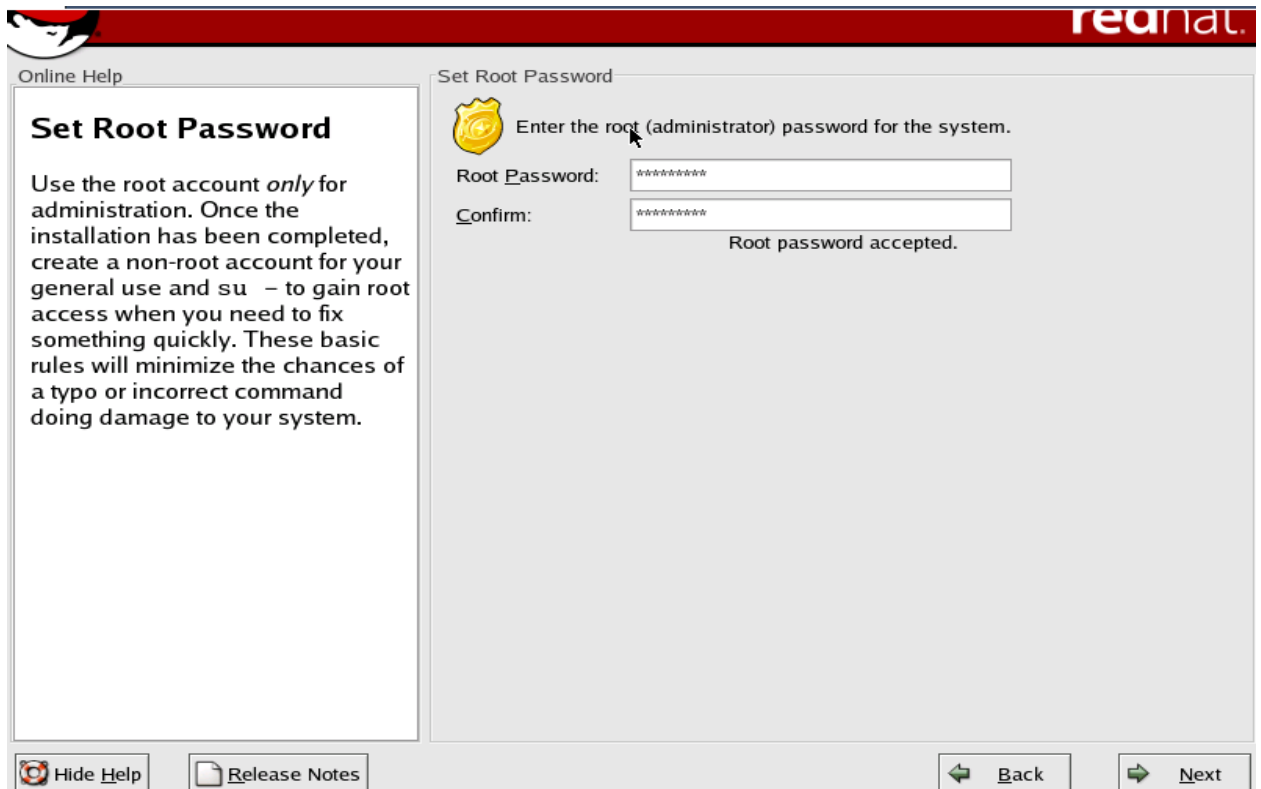 redhat.
Online Help
Set Root Password
Use the root account only for
administration. Once the
installation has been completed,
create a non-root account for your
general use and su - to gain root
access when you need to fix
something quickly. These basic
rules will minimize the chances of
a typo or incorrect command
doing damage to your system.
Set Root Password
Enter the root (administrator) password for the system.
Root Password: *********
Confirm: *********
Root password accepted.
Hide Help
Release Notes
Back
Next